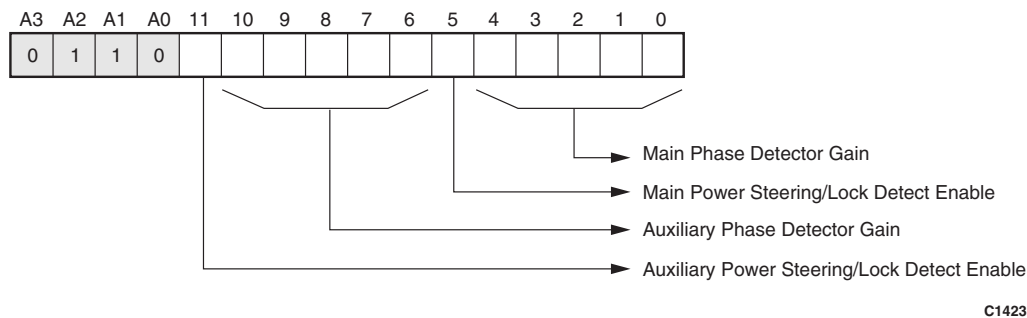 A3 A2 A1 A0 11 10 9 8 7 6 5 4 3 2 1 0
0 1 1 0
Main Phase Detector Gain
Main Power Steering/Lock Detect Enable
Auxiliary Phase Detector Gain
Auxiliary Power Steering/Lock Detect Enable
C1423